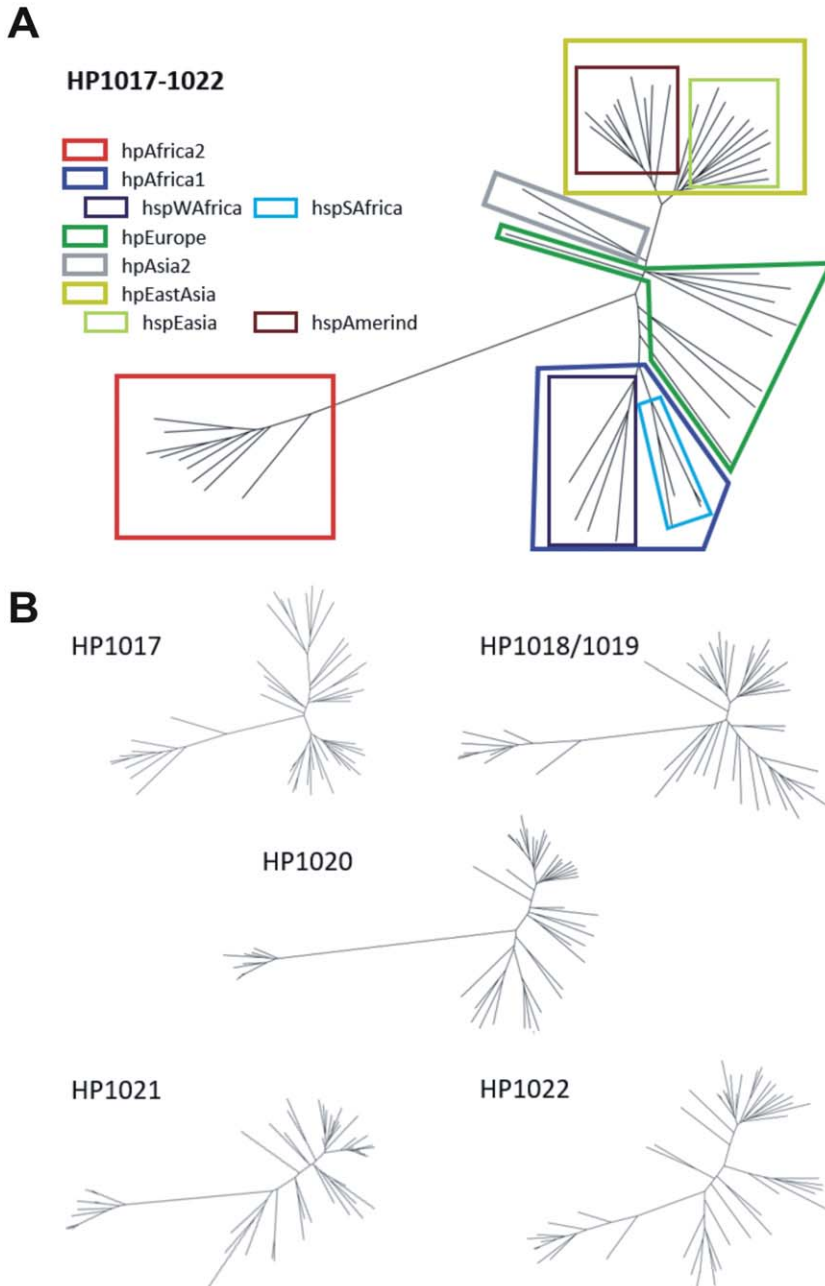 A
HP1017-1022
hpAfrica2
hpAfrica1
hspWAfrica hspSAfrica
hpEurope
hpAsia2
hpEastAsia
hspEasia hspAmerind
B
HP1017 HP1018/1019
HP1020
HP1021 HP1022